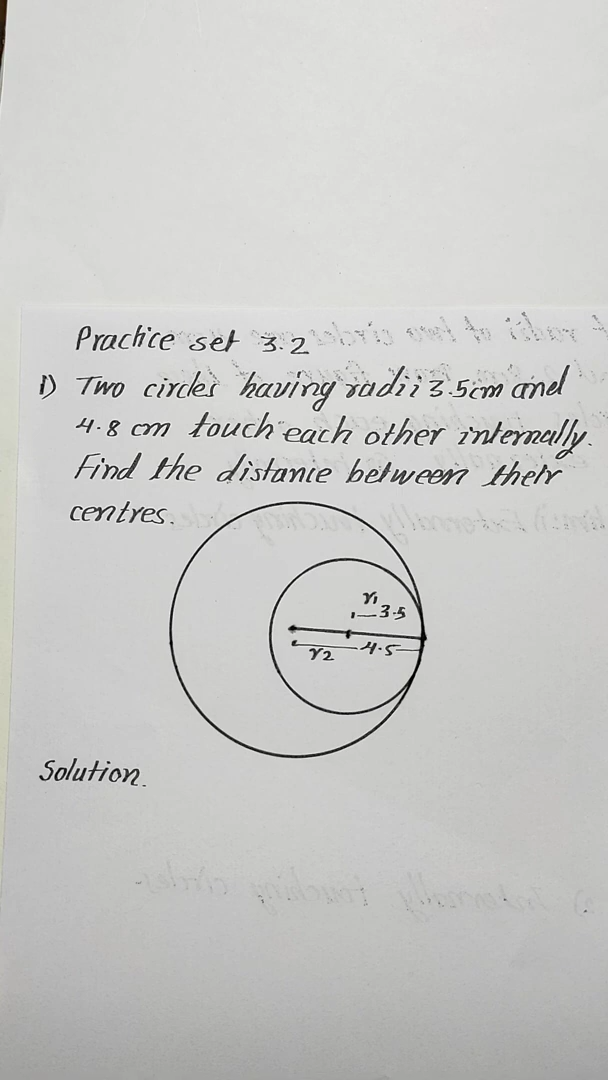 Practice set 3.2
1) Two circles having radii 3.5cm and
4.8 cm touch each other internally.
Find the distance between their
centres.
r1
3.5
r2
4.5
Solution.